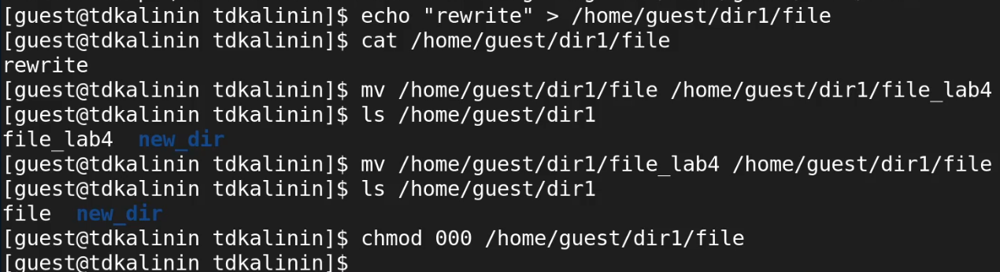 [guest@tdkalinin tdkalinin]$ echo "rewrite" > /home/guest/dir1/file
[guest@tdkalinin tdkalinin]$ cat /home/guest/dir1/file
rewrite
[guest@tdkalinin tdkalinin]$ mv /home/guest/dir1/file /home/guest/dir1/file_lab4
[guest@tdkalinin tdkalinin]$ ls /home/guest/dir1
file_lab4  new_dir
[guest@tdkalinin tdkalinin]$ mv /home/guest/dir1/file_lab4 /home/guest/dir1/file
[guest@tdkalinin tdkalinin]$ ls /home/guest/dir1
file  new_dir
[guest@tdkalinin tdkalinin]$ chmod 000 /home/guest/dir1/file
[guest@tdkalinin tdkalinin]$